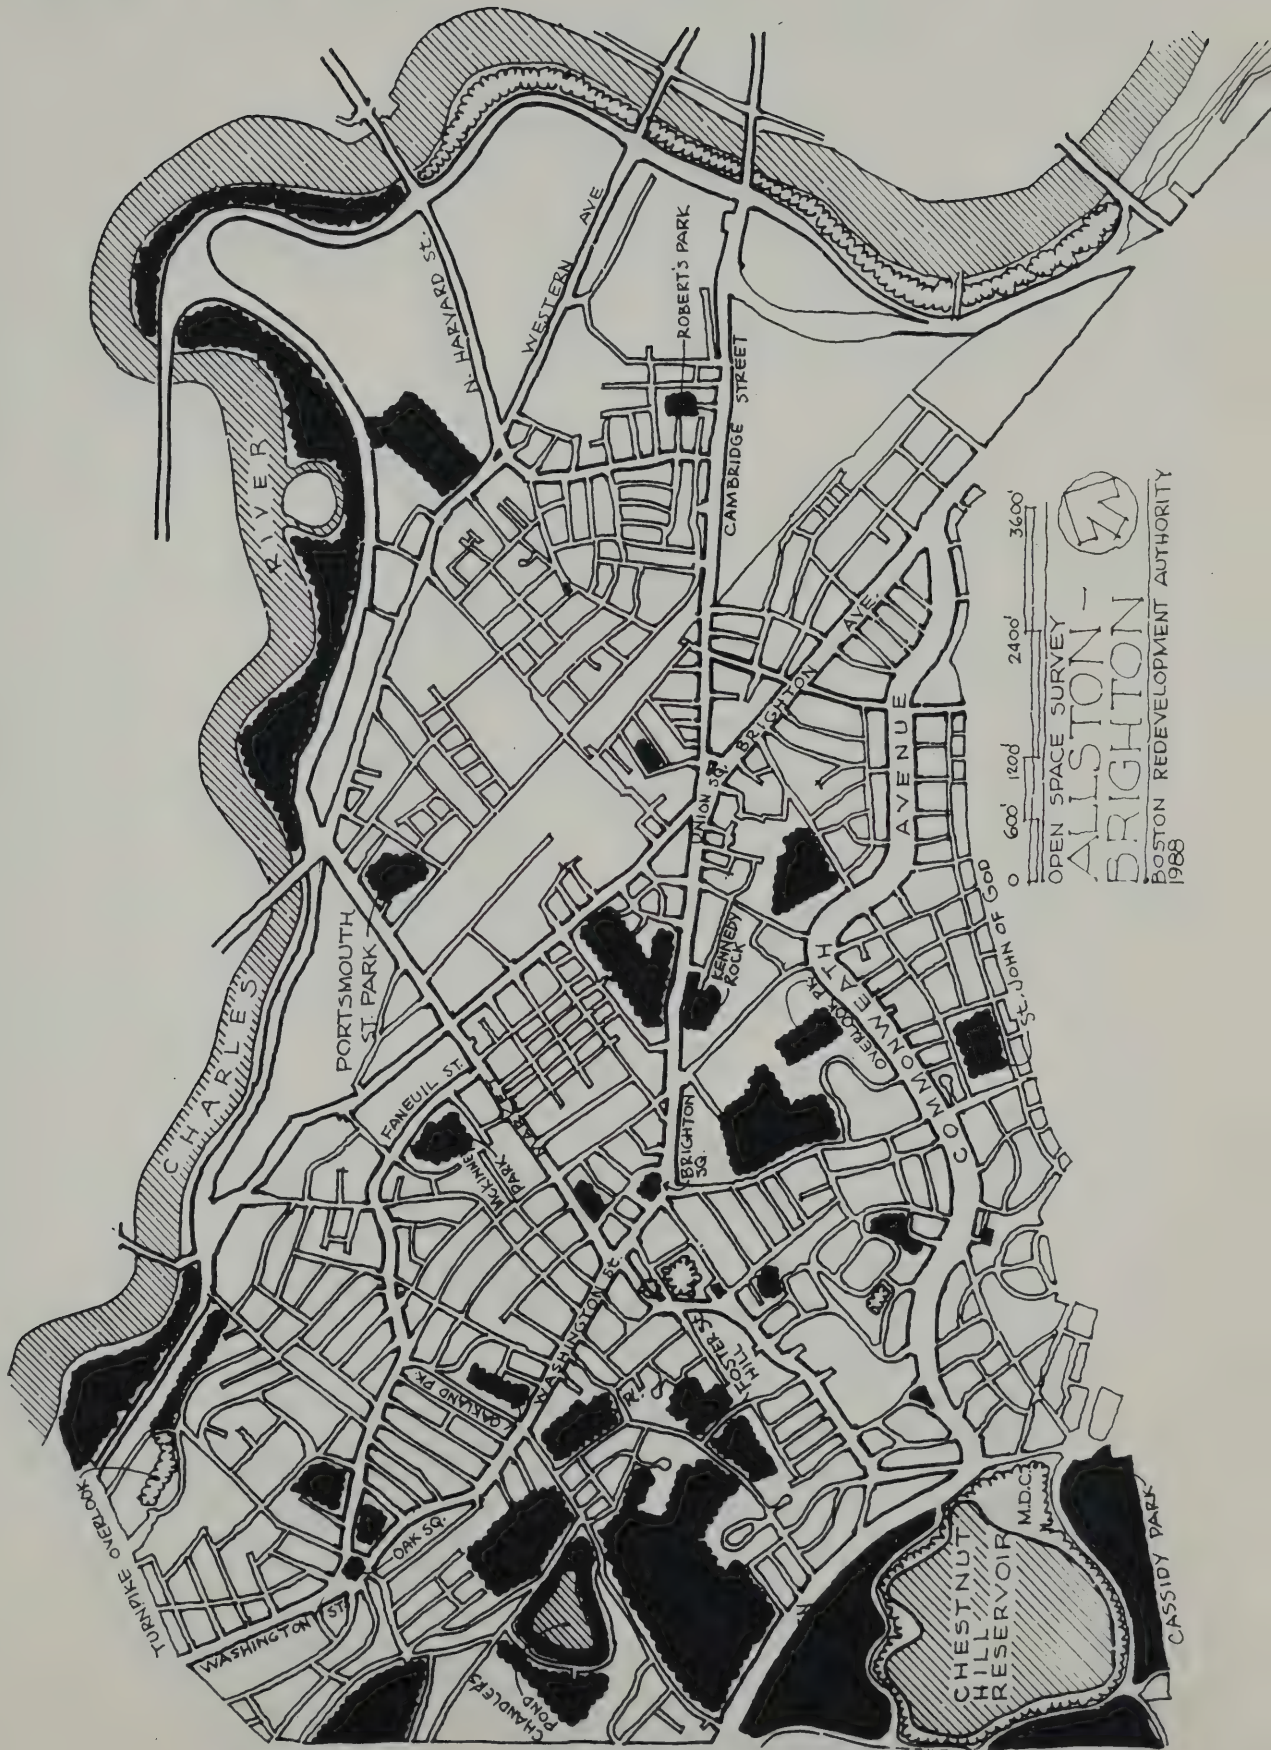 CHARLES
RIVER
N. HARVARD St.
WESTERN AVE
ROBERT'S PARK
CAMBRIDGE STREET
PORTSMOUTH
ST. PARK
FANEUIL ST.
McKINNEY
PARK
UNION SQ.
BRIGHTON AVE.
KENNEDY
ROCK
BRIGHTON
SQ.
OVERLOOK PK.
COMMONWEATH AVENUE
St. JOHN OF GOD
WASHINGTON St.
OAKLAND PK.
FOSTER St.
HILL
TURNPIKE OVERLOOK
WASHINGTON ST.
OAK SQ.
CHANDLER'S
POND
CHESTNUT
HILL
RESERVOIR
M.D.C.
CASSIDY PARK
0 600' 1200' 2400' 3600'
OPEN SPACE SURVEY
ALLSTON-
BRIGHTON
BOSTON REDEVELOPMENT AUTHORITY
1988